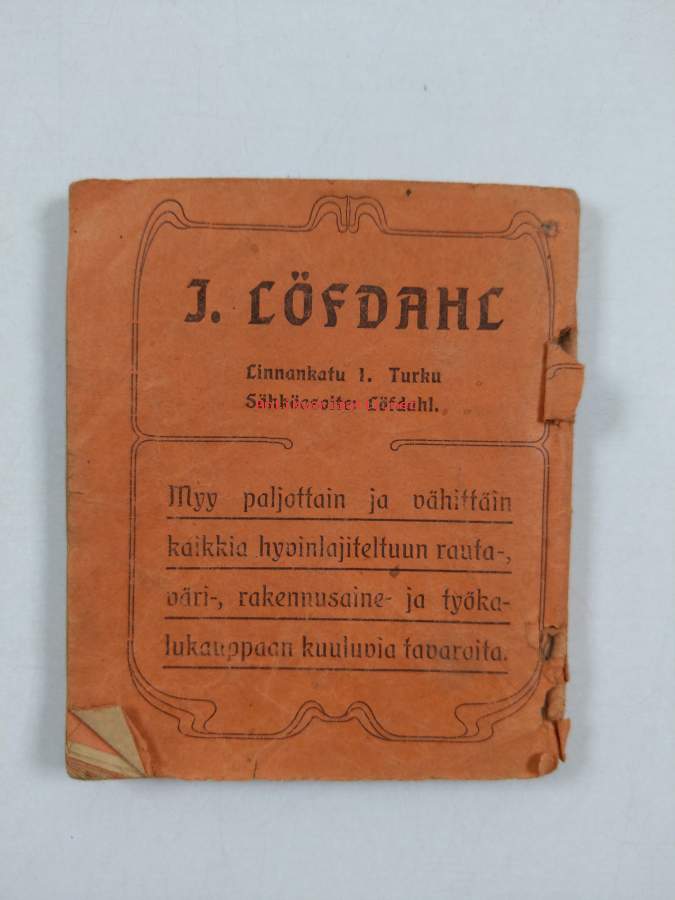 J. LÖFDAHL
Linnankatu 1. Turku
Sähköosoite: Löfdahl.
Myy paljottain ja vähittäin
kaikkia hyvinlajiteltuun rauta-,
väri-, rakennusaine- ja työka-
lukauppaan kuuluvia tavaroita.